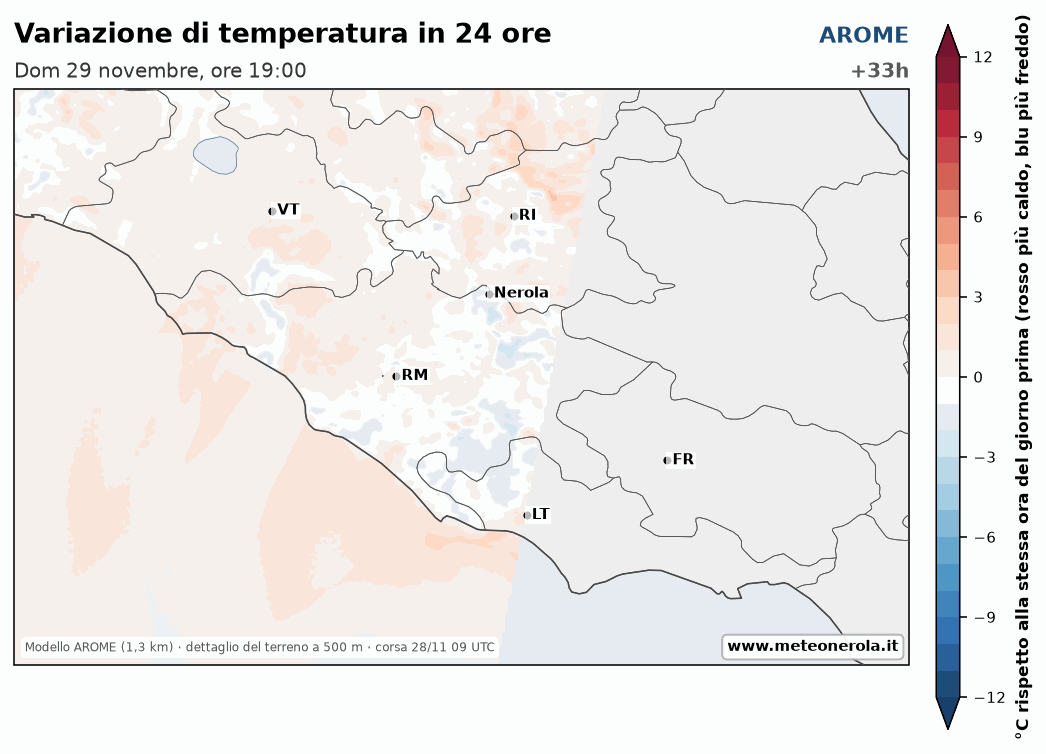 Variazione di temperatura in 24 ore
AROME
Dom 29 novembre, ore 19:00
+33h
VT
RI
Nerola
RM
FR
LT
Modello AROME (1,3 km) · dettaglio del terreno a 500 m · corsa 28/11 09 UTC
www.meteonerola.it
12
9
6
3
0
−3
−6
−9
−12
°C rispetto alla stessa ora del giorno prima (rosso più caldo, blu più freddo)